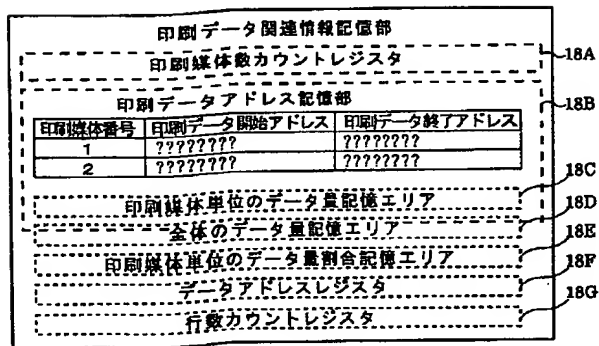 印刷データ関連情報記憶部
印刷媒体数カウントレジスタ
18A
印刷データアドレス記憶部
18B
印刷媒体番号 印刷データ開始アドレス 印刷データ終了アドレス
1 ???????? ????????
2 ???????? ????????
18C
印刷媒体単位のデータ量記憶エリア
18D
全体のデータ量記憶エリア
18E
印刷媒体単位のデータ量割合記憶エリア
18F
データアドレスレジスタ
18G
行数カウントレジスタ